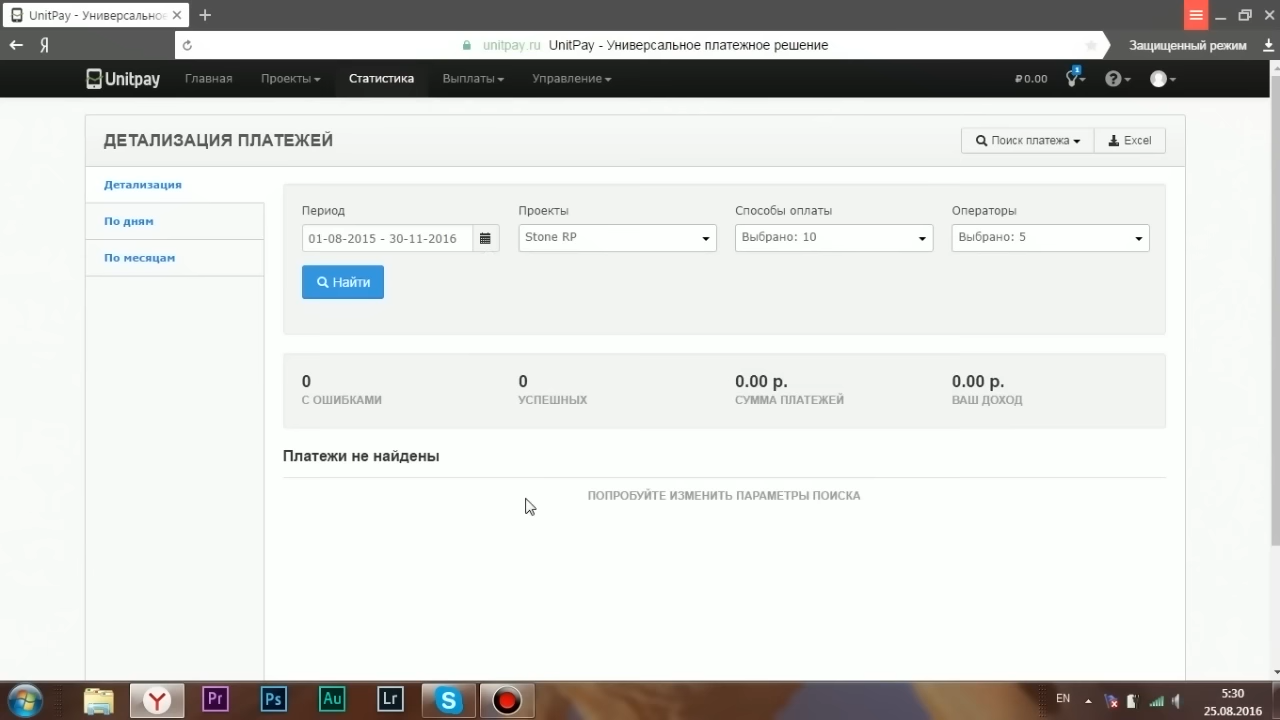 UnitPay - Универсальное
unitpay.ru UnitPay - Универсальное платежное решение
Защищенный режим
Unitpay Главная Проекты Статистика Выплаты Управление ₽0.00 1 ?
ДЕТАЛИЗАЦИЯ ПЛАТЕЖЕЙ
Поиск платежа Excel
Детализация
По дням
По месяцам
Период Проекты Способы оплаты Операторы
01-08-2015 - 30-11-2016 Stone RP Выбрано: 10 Выбрано: 5
Найти
0 0 0.00 р. 0.00 р.
С ОШИБКАМИ УСПЕШНЫХ СУММА ПЛАТЕЖЕЙ ВАШ ДОХОД
Платежи не найдены
ПОПРОБУЙТЕ ИЗМЕНИТЬ ПАРАМЕТРЫ ПОИСКА
Pr Ps Au Lr S EN 5:30
25.08.2016